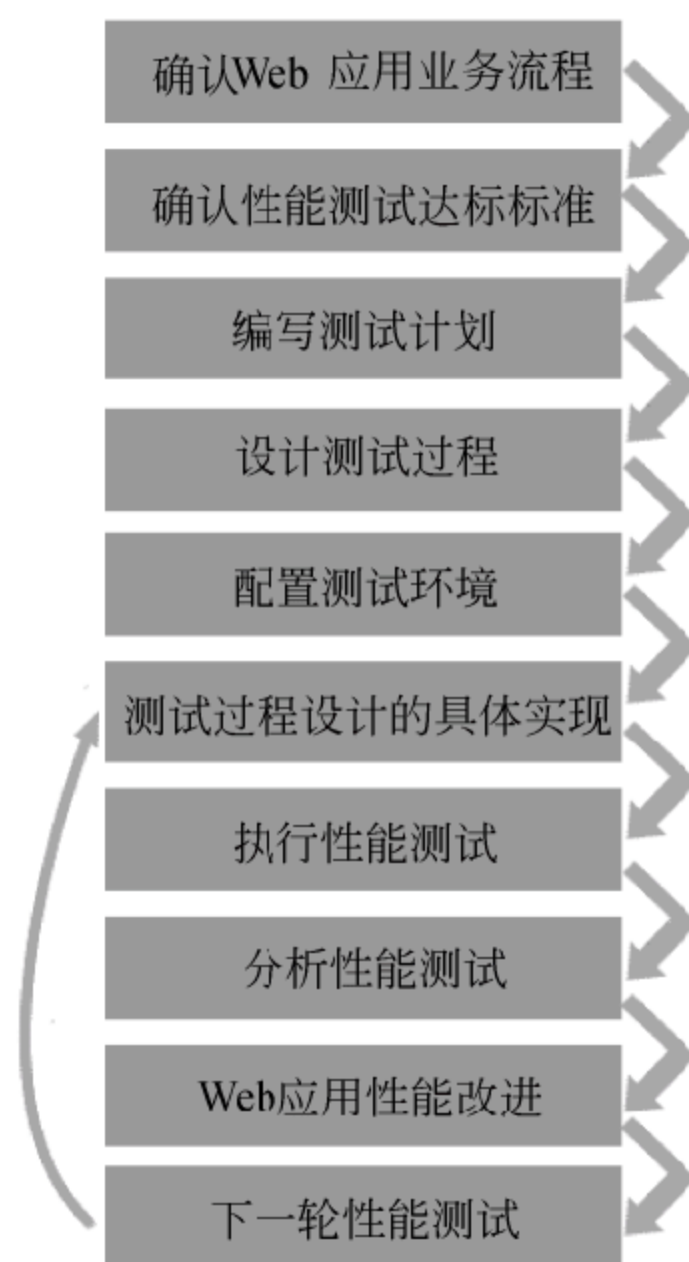 确认Web 应用业务流程
确认性能测试达标标准
编写测试计划
设计测试过程
配置测试环境
测试过程设计的具体实现
执行性能测试
分析性能测试
Web应用性能改进
下一轮性能测试